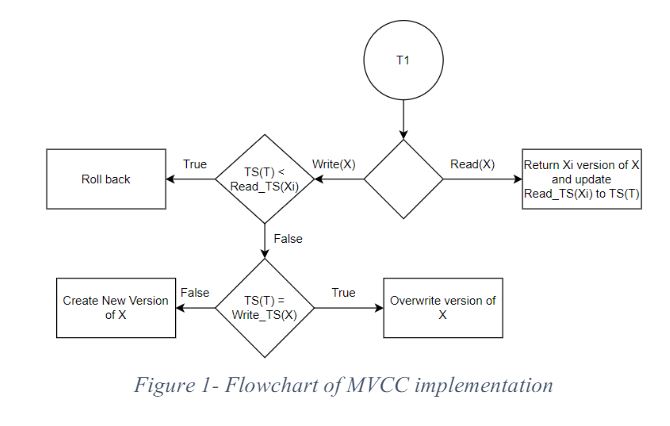 T1
Write(X)
Read(X)
True
Roll back
TS(T) <
Read_TS(Xi)
Return Xi version of X
and update
Read_TS(Xi) to TS(T)
False
False
Create New Version
of X
TS(T) =
Write_TS(X)
True
Overwrite version of
X
Figure 1- Flowchart of MVCC implementation